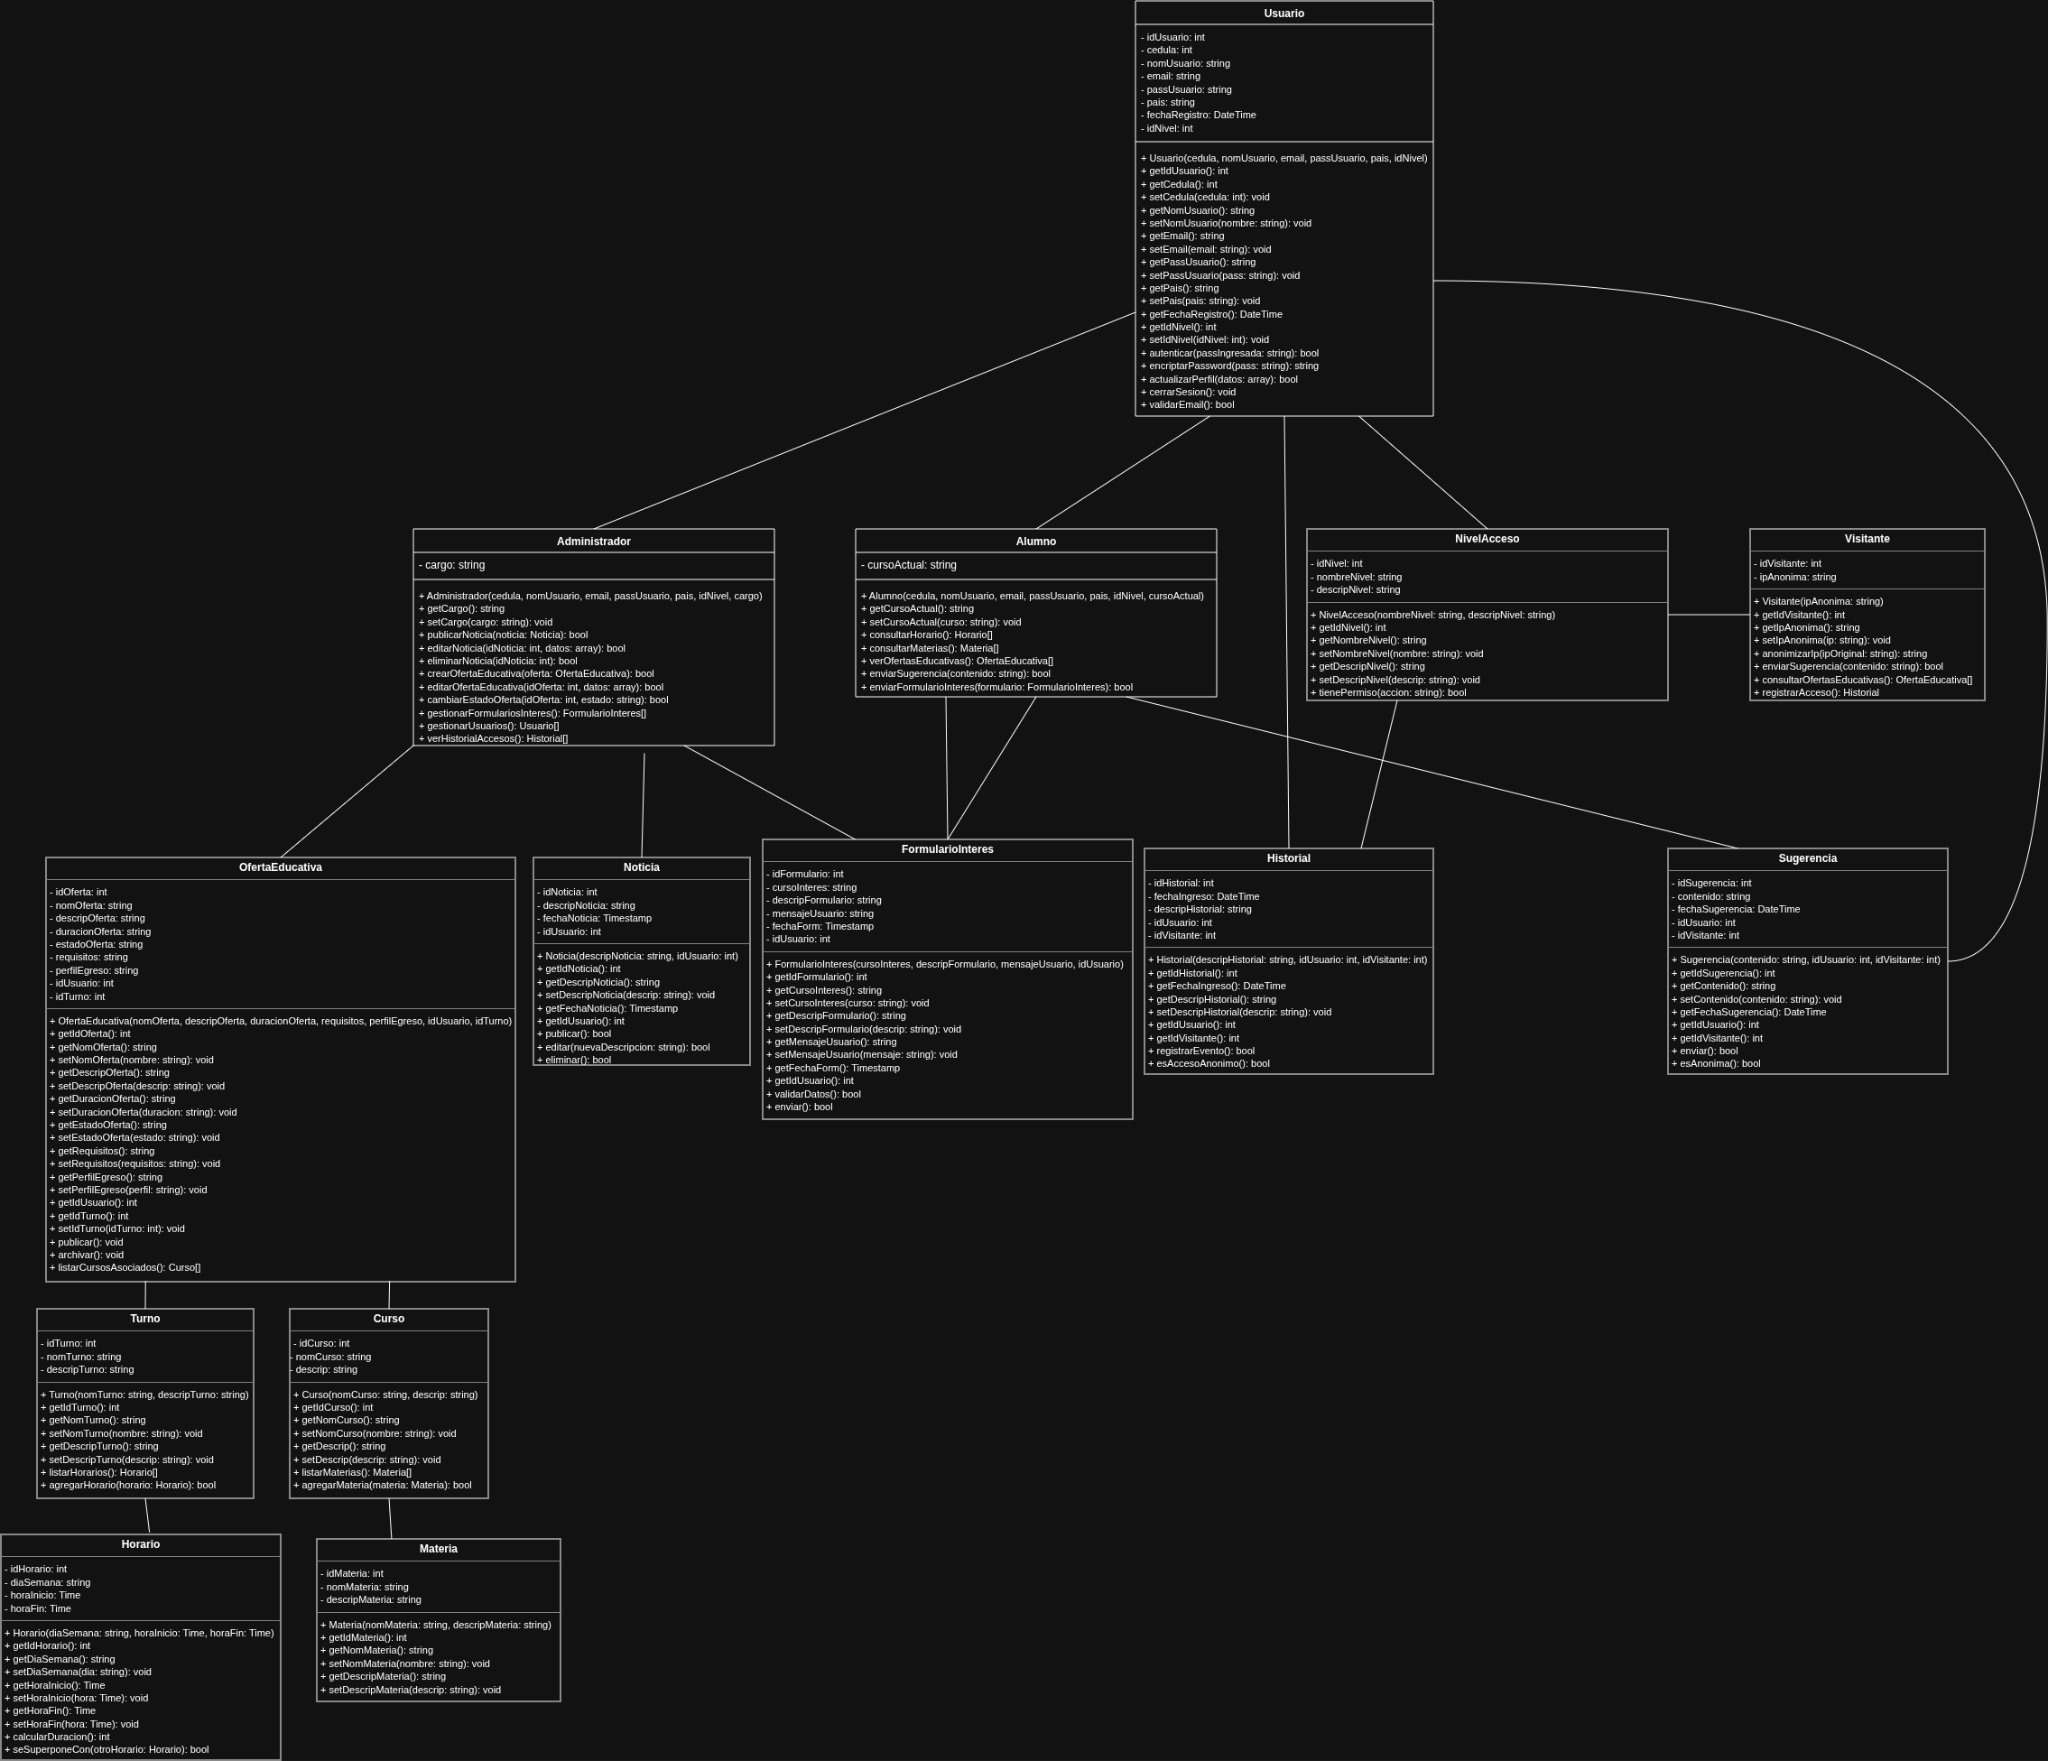 Usuario
- idUsuario: int
- cedula: int
- nomUsuario: string
- email: string
- passUsuario: string
- pais: string
- fechaRegistro: DateTime
- idNivel: int
+ Usuario(cedula, nomUsuario, email, passUsuario, pais, idNivel)
+ getIdUsuario(): int
+ getCedula(): int
+ setCedula(cedula: int): void
+ getNomUsuario(): string
+ setNomUsuario(nombre: string): void
+ getEmail(): string
+ setEmail(email: string): void
+ getPassUsuario(): string
+ setPassUsuario(pass: string): void
+ getPais(): string
+ setPais(pais: string): void
+ getFechaRegistro(): DateTime
+ getIdNivel(): int
+ setIdNivel(idNivel: int): void
+ autenticar(passIngresada: string): bool
+ encriptarPassword(pass: string): string
+ actualizarPerfil(datos: array): bool
+ cerrarSesion(): void
+ validarEmail(): bool
Administrador
- cargo: string
+ Administrador(cedula, nomUsuario, email, passUsuario, pais, idNivel, cargo)
+ getCargo(): string
+ setCargo(cargo: string): void
+ publicarNoticia(noticia: Noticia): bool
+ editarNoticia(idNoticia: int, datos: array): bool
+ eliminarNoticia(idNoticia: int): bool
+ crearOfertaEducativa(oferta: OfertaEducativa): bool
+ editarOfertaEducativa(idOferta: int, datos: array): bool
+ cambiarEstadoOferta(idOferta: int, estado: string): bool
+ gestionarFormulariosInteres(): FormularioInteres[]
+ gestionarUsuarios(): Usuario[]
+ verHistorialAccesos(): Historial[]
Alumno
- cursoActual: string
+ Alumno(cedula, nomUsuario, email, passUsuario, pais, idNivel, cursoActual)
+ getCursoActual(): string
+ setCursoActual(curso: string): void
+ consultarHorario(): Horario[]
+ consultarMaterias(): Materia[]
+ verOfertasEducativas(): OfertaEducativa[]
+ enviarSugerencia(contenido: string): bool
+ enviarFormularioInteres(formulario: FormularioInteres): bool
NivelAcceso
- idNivel: int
- nombreNivel: string
- descripNivel: string
+ NivelAcceso(nombreNivel: string, descripNivel: string)
+ getIdNivel(): int
+ getNombreNivel(): string
+ setNombreNivel(nombre: string): void
+ getDescripNivel(): string
+ setDescripNivel(descrip: string): void
+ tienePermiso(accion: string): bool
Visitante
- idVisitante: int
- ipAnonima: string
+ Visitante(ipAnonima: string)
+ getIdVisitante(): int
+ getIpAnonima(): string
+ setIpAnonima(ip: string): void
+ anonimizarIp(ipOriginal: string): string
+ enviarSugerencia(contenido: string): bool
+ consultarOfertasEducativas(): OfertaEducativa[]
+ registrarAcceso(): Historial
OfertaEducativa
- idOferta: int
- nomOferta: string
- descripOferta: string
- duracionOferta: string
- estadoOferta: string
- requisitos: string
- perfilEgreso: string
- idUsuario: int
- idTurno: int
+ OfertaEducativa(nomOferta, descripOferta, duracionOferta, requisitos, perfilEgreso, idUsuario, idTurno)
+ getIdOferta(): int
+ getNomOferta(): string
+ setNomOferta(nombre: string): void
+ getDescripOferta(): string
+ setDescripOferta(descrip: string): void
+ getDuracionOferta(): string
+ setDuracionOferta(duracion: string): void
+ getEstadoOferta(): string
+ setEstadoOferta(estado: string): void
+ getRequisitos(): string
+ setRequisitos(requisitos: string): void
+ getPerfilEgreso(): string
+ setPerfilEgreso(perfil: string): void
+ getIdUsuario(): int
+ getIdTurno(): int
+ setIdTurno(idTurno: int): void
+ publicar(): void
+ archivar(): void
+ listarCursosAsociados(): Curso[]
Noticia
- idNoticia: int
- descripNoticia: string
- fechaNoticia: Timestamp
- idUsuario: int
+ Noticia(descripNoticia: string, idUsuario: int)
+ getIdNoticia(): int
+ getDescripNoticia(): string
+ setDescripNoticia(descrip: string): void
+ getFechaNoticia(): Timestamp
+ getIdUsuario(): int
+ publicar(): bool
+ editar(nuevaDescripcion: string): bool
+ eliminar(): bool
FormularioInteres
- idFormulario: int
- cursoInteres: string
- descripFormulario: string
- mensajeUsuario: string
- fechaForm: Timestamp
- idUsuario: int
+ FormularioInteres(cursoInteres, descripFormulario, mensajeUsuario, idUsuario)
+ getIdFormulario(): int
+ getCursoInteres(): string
+ setCursoInteres(curso: string): void
+ getDescripFormulario(): string
+ setDescripFormulario(descrip: string): void
+ getMensajeUsuario(): string
+ setMensajeUsuario(mensaje: string): void
+ getFechaForm(): Timestamp
+ getIdUsuario(): int
+ validarDatos(): bool
+ enviar(): bool
Historial
- idHistorial: int
- fechaIngreso: DateTime
- descripHistorial: string
- idUsuario: int
- idVisitante: int
+ Historial(descripHistorial: string, idUsuario: int, idVisitante: int)
+ getIdHistorial(): int
+ getFechaIngreso(): DateTime
+ getDescripHistorial(): string
+ setDescripHistorial(descrip: string): void
+ getIdUsuario(): int
+ getIdVisitante(): int
+ registrarEvento(): bool
+ esAccesoAnonimo(): bool
Sugerencia
- idSugerencia: int
- contenido: string
- fechaSugerencia: DateTime
- idUsuario: int
- idVisitante: int
+ Sugerencia(contenido: string, idUsuario: int, idVisitante: int)
+ getIdSugerencia(): int
+ getContenido(): string
+ setContenido(contenido: string): void
+ getFechaSugerencia(): DateTime
+ getIdUsuario(): int
+ getIdVisitante(): int
+ enviar(): bool
+ esAnonima(): bool
Turno
- idTurno: int
- nomTurno: string
- descripTurno: string
+ Turno(nomTurno: string, descripTurno: string)
+ getIdTurno(): int
+ getNomTurno(): string
+ setNomTurno(nombre: string): void
+ getDescripTurno(): string
+ setDescripTurno(descrip: string): void
+ listarHorarios(): Horario[]
+ agregarHorario(horario: Horario): bool
Curso
- idCurso: int
- nomCurso: string
- descrip: string
+ Curso(nomCurso: string, descrip: string)
+ getIdCurso(): int
+ getNomCurso(): string
+ setNomCurso(nombre: string): void
+ getDescrip(): string
+ setDescrip(descrip: string): void
+ listarMaterias(): Materia[]
+ agregarMateria(materia: Materia): bool
Horario
- idHorario: int
- diaSemana: string
- horaInicio: Time
- horaFin: Time
+ Horario(diaSemana: string, horaInicio: Time, horaFin: Time)
+ getIdHorario(): int
+ getDiaSemana(): string
+ setDiaSemana(dia: string): void
+ getHoraInicio(): Time
+ setHoraInicio(hora: Time): void
+ getHoraFin(): Time
+ setHoraFin(hora: Time): void
+ calcularDuracion(): int
+ seSuperponeCon(otroHorario: Horario): bool
Materia
- idMateria: int
- nomMateria: string
- descripMateria: string
+ Materia(nomMateria: string, descripMateria: string)
+ getIdMateria(): int
+ getNomMateria(): string
+ setNomMateria(nombre: string): void
+ getDescripMateria(): string
+ setDescripMateria(descrip: string): void